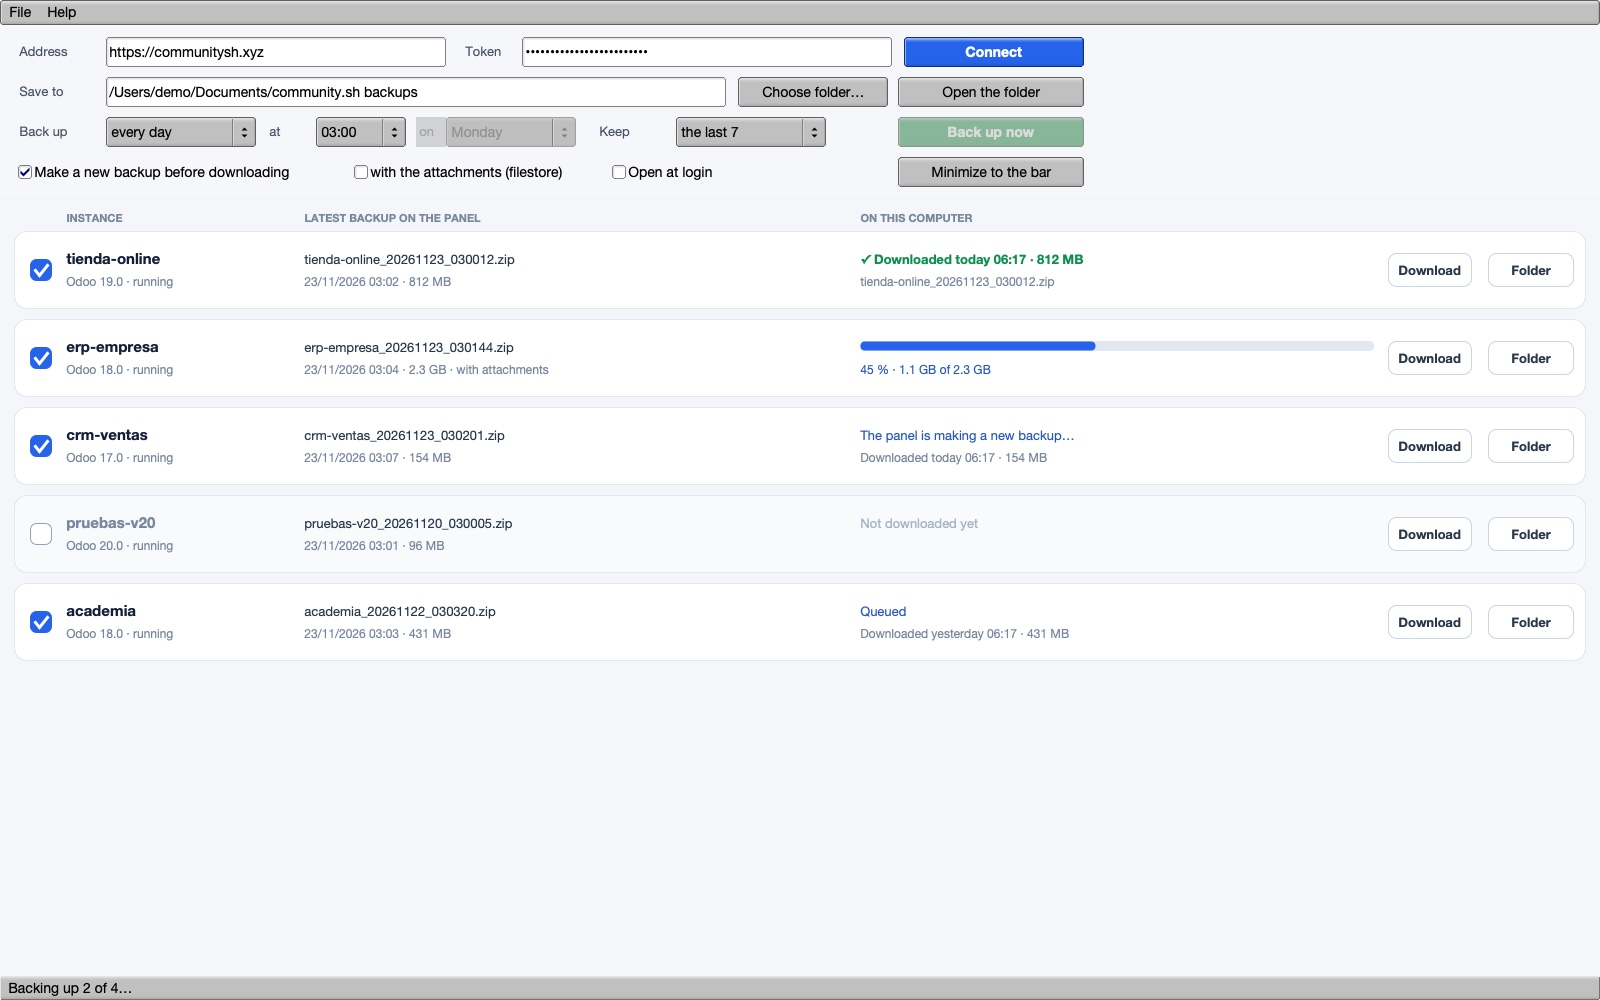 File Help
Address https://communitysh.xyz Token ••••••••••••••••••••••••• Connect
Save to /Users/demo/Documents/community.sh backups Choose folder... Open the folder
Back up every day at 03:00 on Monday Keep the last 7 Back up now
Make a new backup before downloading with the attachments (filestore) Open at login Minimize to the bar
INSTANCE LATEST BACKUP ON THE PANEL ON THIS COMPUTER
tienda-online tienda-online_20261123_030012.zip ✓ Downloaded today 06:17 · 812 MB Download Folder
Odoo 19.0 · running 23/11/2026 03:02 · 812 MB tienda-online_20261123_030012.zip
erp-empresa erp-empresa_20261123_030144.zip Download Folder
Odoo 18.0 · running 23/11/2026 03:04 · 2.3 GB · with attachments 45 % · 1.1 GB of 2.3 GB
crm-ventas crm-ventas_20261123_030201.zip The panel is making a new backup... Download Folder
Odoo 17.0 · running 23/11/2026 03:07 · 154 MB Downloaded today 06:17 · 154 MB
pruebas-v20 pruebas-v20_20261120_030005.zip Not downloaded yet Download Folder
Odoo 20.0 · running 23/11/2026 03:01 · 96 MB
academia academia_20261122_030320.zip Queued Download Folder
Odoo 18.0 · running 23/11/2026 03:03 · 431 MB Downloaded yesterday 06:17 · 431 MB
Backing up 2 of 4...